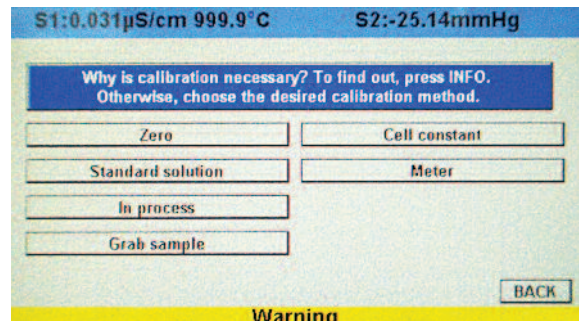 S1:0.031µS/cm 999.9°C S2:-25.14mmHg
Why is calibration necessary? To find out, press INFO.
Otherwise, choose the desired calibration method.
Zero Cell constant
Standard solution Meter
In process
Grab sample
BACK
Warning